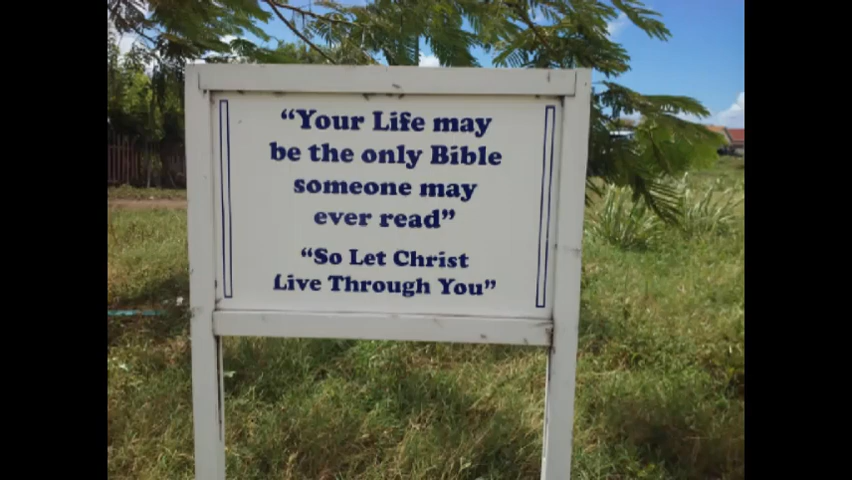 “Your Life may
be the only Bible
someone may
ever read”
“So Let Christ
Live Through You”